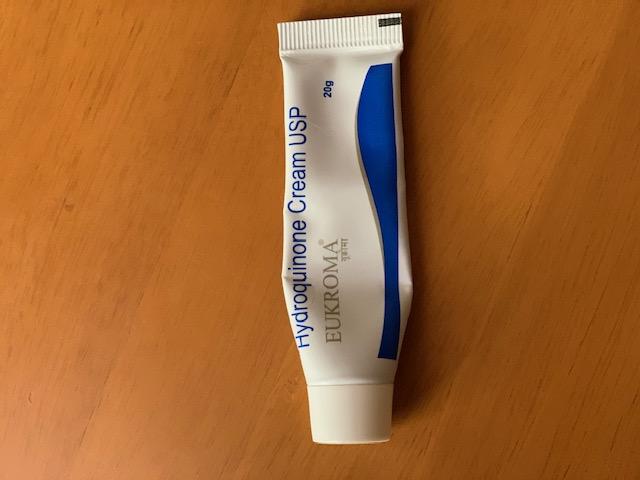 Hydroquinone Cream USP
20g
EUKROMA®